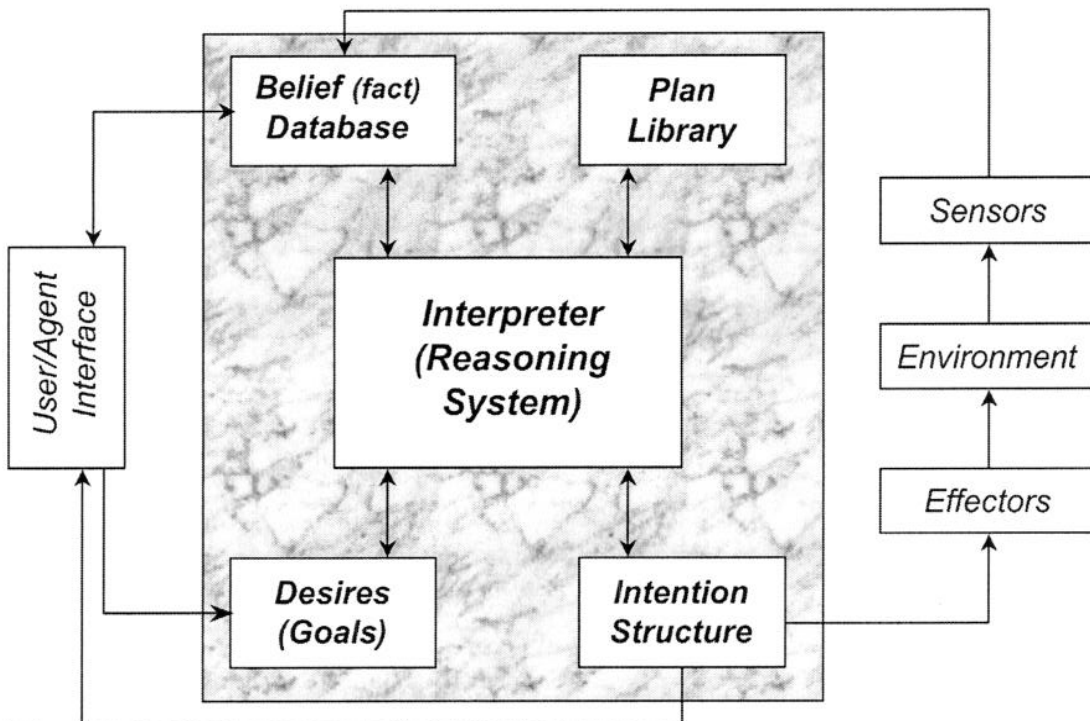 Belief (fact)
Database
Plan
Library
Sensors
User/Agent
Interface
Interpreter
(Reasoning
System)
Environment
Effectors
Desires
(Goals)
Intention
Structure